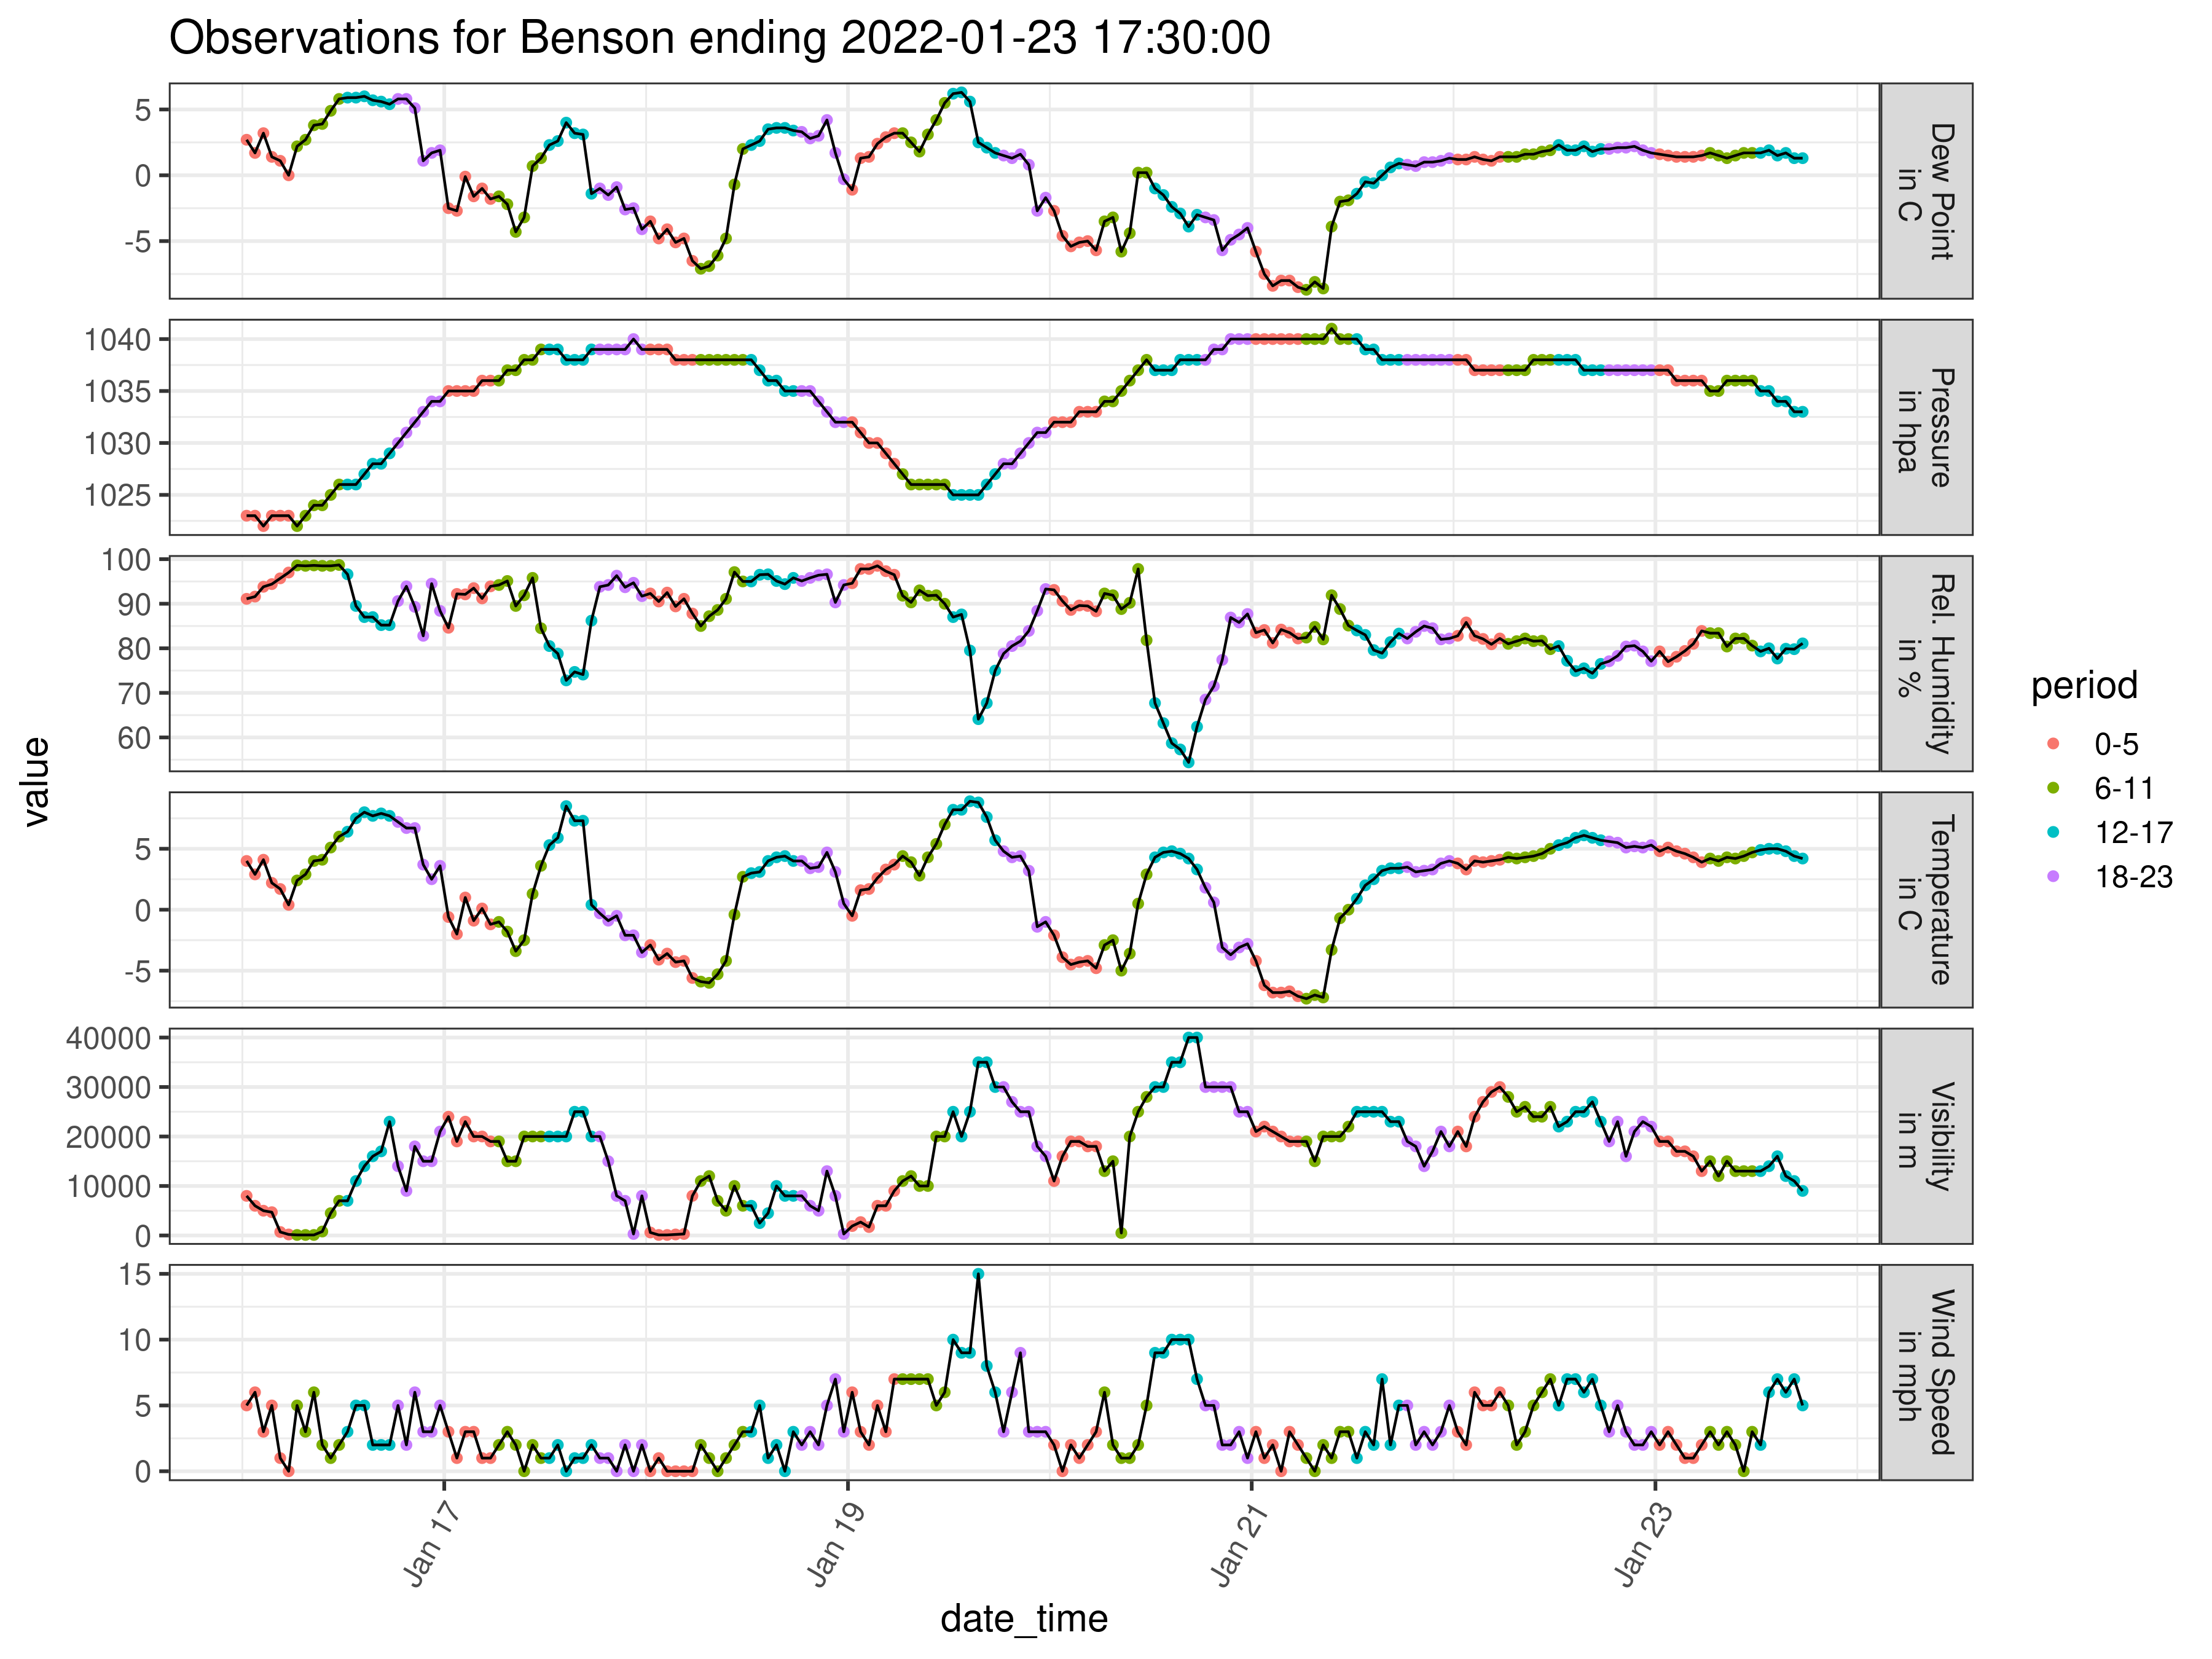 Observations for Benson ending 2022-01-23 17:30:00
5
0
-5
Dew Point
in C
1040
1035
1030
1025
Pressure
in hpa
100
90
80
70
60
Rel. Humidity
in %
5
0
-5
Temperature
in C
40000
30000
20000
10000
0
Visibility
in m
15
10
5
0
Wind Speed
in mph
Jan 17
Jan 19
Jan 21
Jan 23
date_time
value
period
0-5
6-11
12-17
18-23